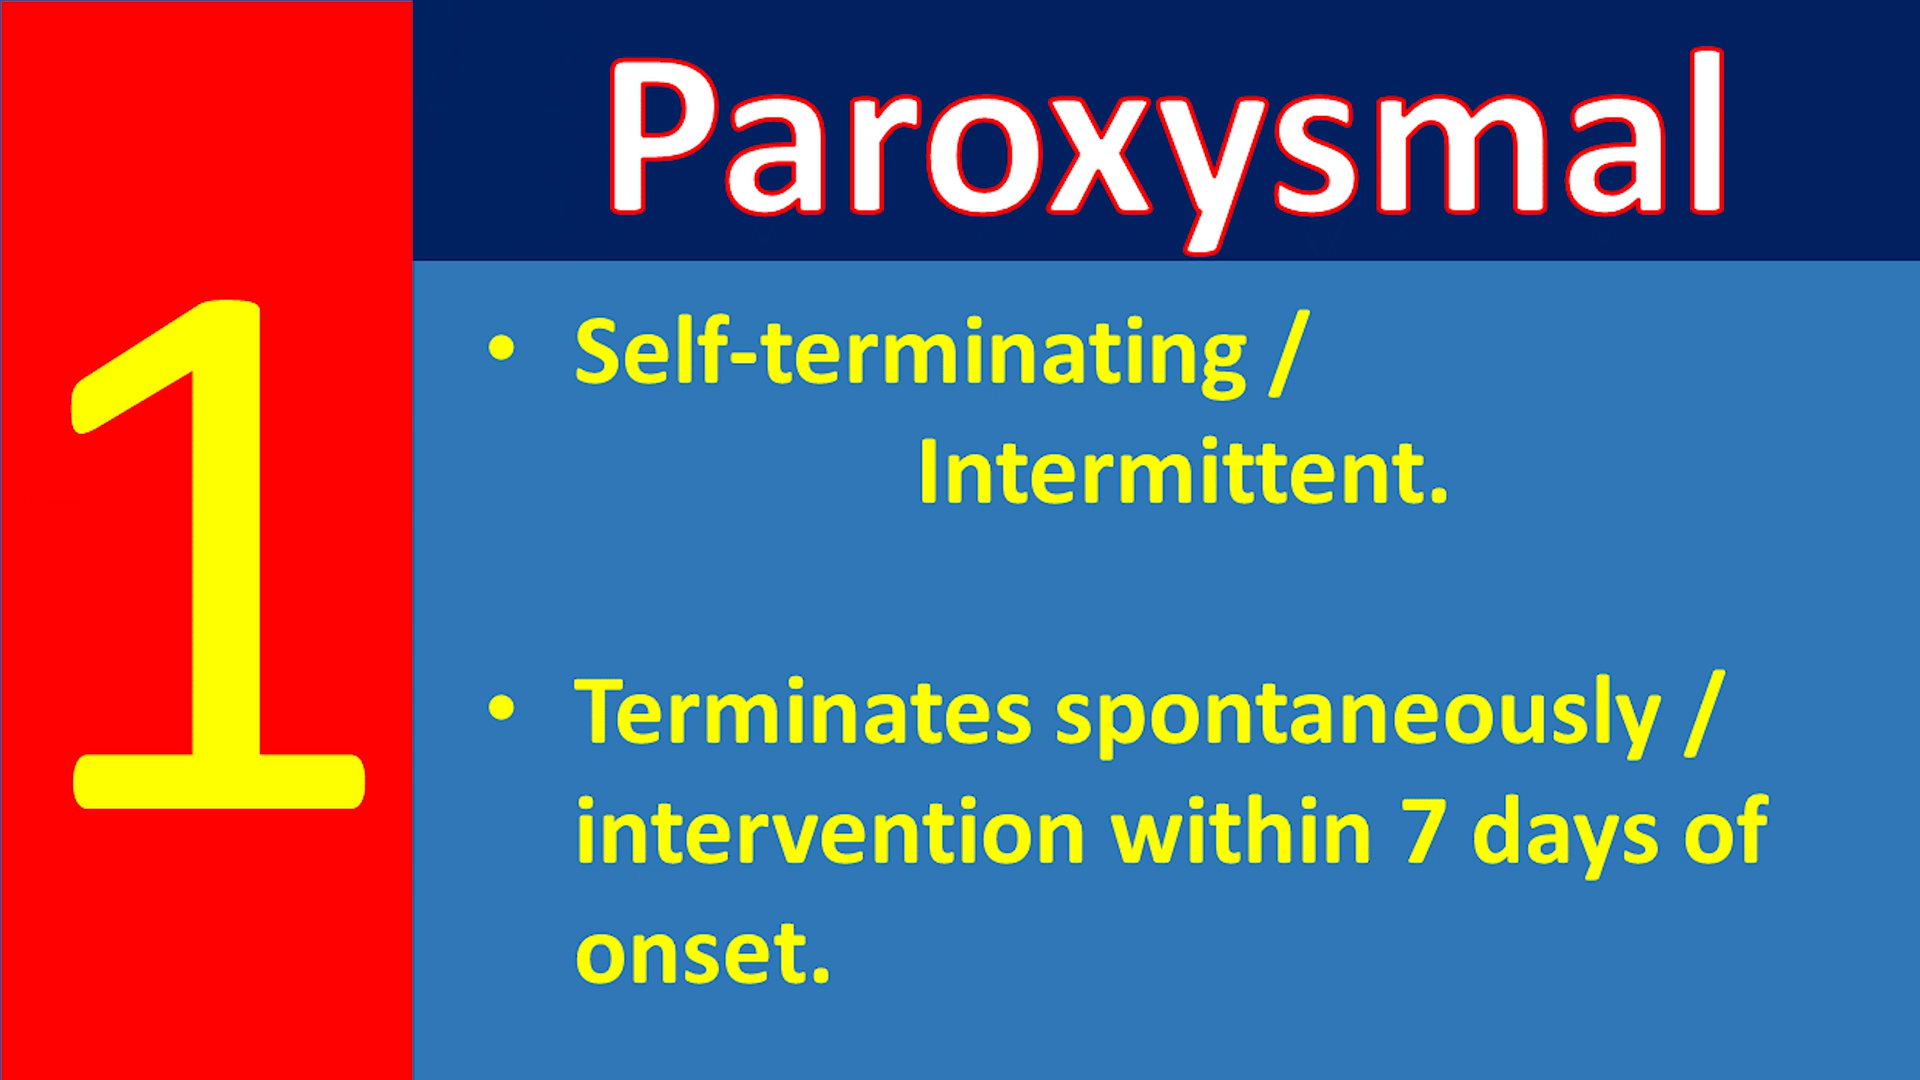 1
Paroxysmal
• Self-terminating /
Intermittent.
• Terminates spontaneously /
intervention within 7 days of
onset.